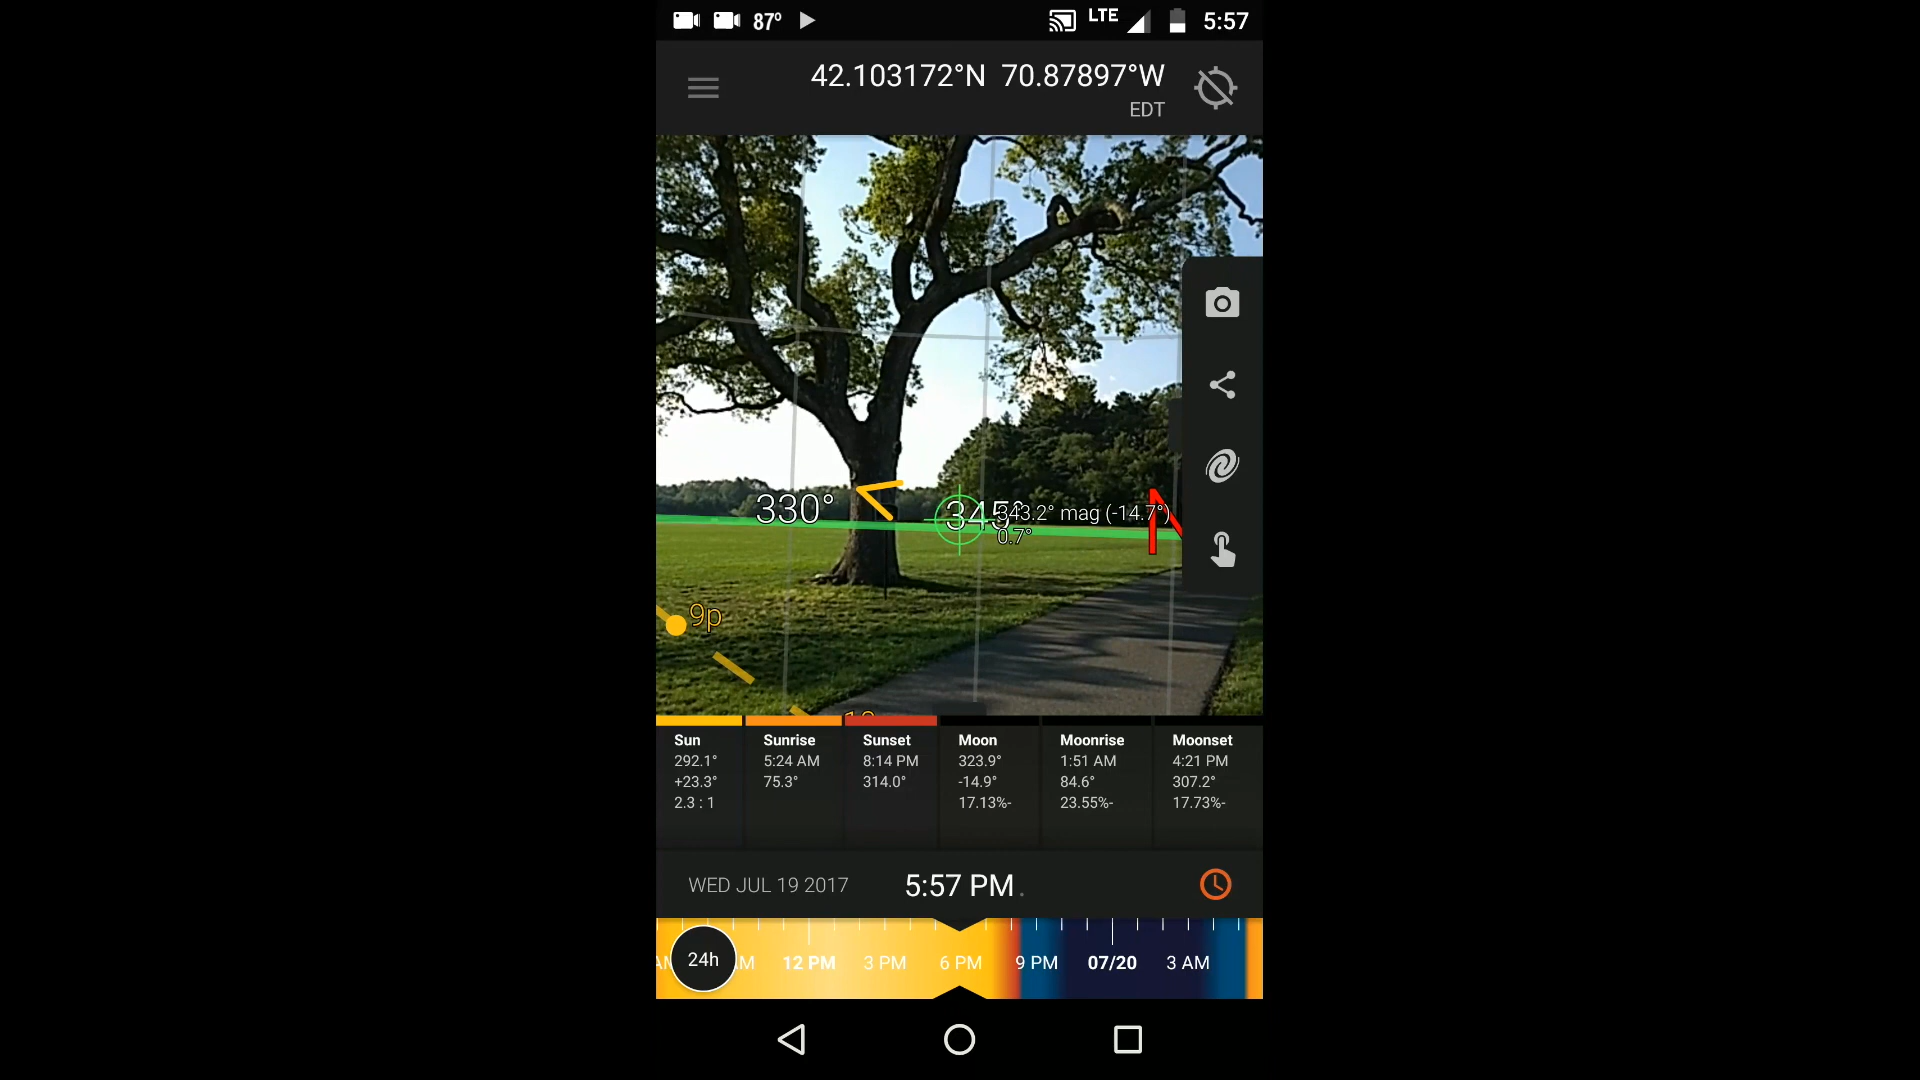 87° LTE 5:57
42.103172°N 70.87897°W
EDT
330° 345° 343.2° mag (-14.7°)
0.7°
N
9p
Sun Sunrise Sunset Moon Moonrise Moonset
292.1° 5:24 AM 8:14 PM 323.9° 1:51 AM 4:21 PM
+23.3° 75.3° 314.0° -14.9° 84.6° 307.2°
2.3 : 1 17.13%- 23.55%- 17.73%-
WED JUL 19 2017 5:57 PM.
24h 12 PM 3 PM 6 PM 9 PM 07/20 3 AM